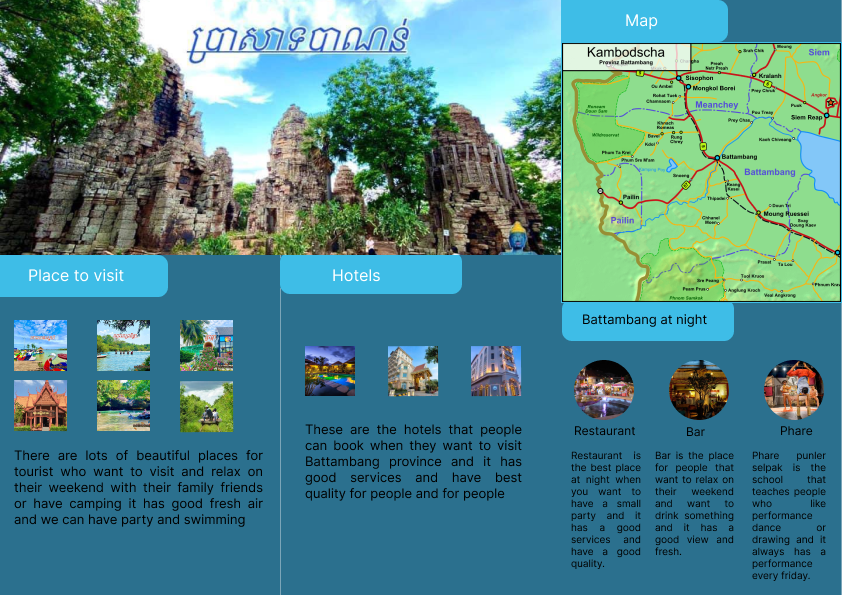 ប្រាសាទបាណន់
Map
Kambodscha
Provinz Battambang
Siem
Sisophon
Kralanh
Mongkol Borei
Meanchey
Siem Reap
Battambang
Battambang
Pailin
Pailin
Moung Ruessei
Place to visit
There are lots of beautiful places for
tourist who want to visit and relax on
their weekend with their family friends
or have camping it has good fresh air
and we can have party and swimming
Hotels
These are the hotels that people
can book when they want to visit
Battambang province and it has
good services and have best
quality for people and for people
Battambang at night
Restaurant
Restaurant is
the best place
at night when
you want to
have a small
party and it
has a good
services and
have a good
quality.
Bar
Bar is the place
for people that
want to relax on
their weekend
and want to
drink something
and it has a
good view and
fresh.
Phare
Phare punler
selpak is the
school that
teaches people
who like
performance
dance or
drawing and it
always has a
performance
every friday.